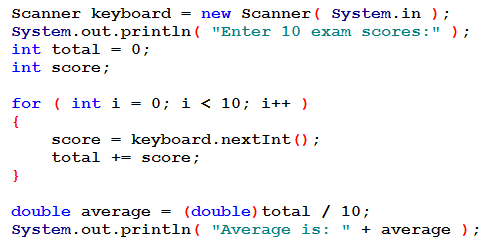 Scanner keyboard = new Scanner( System.in );
System.out.println( "Enter 10 exam scores:" );
int total = 0;
int score;
for ( int i = 0; i < 10; i++ )
{
score = keyboard.nextInt();
total += score;
}
double average = (double)total / 10;
System.out.println( "Average is: " + average );